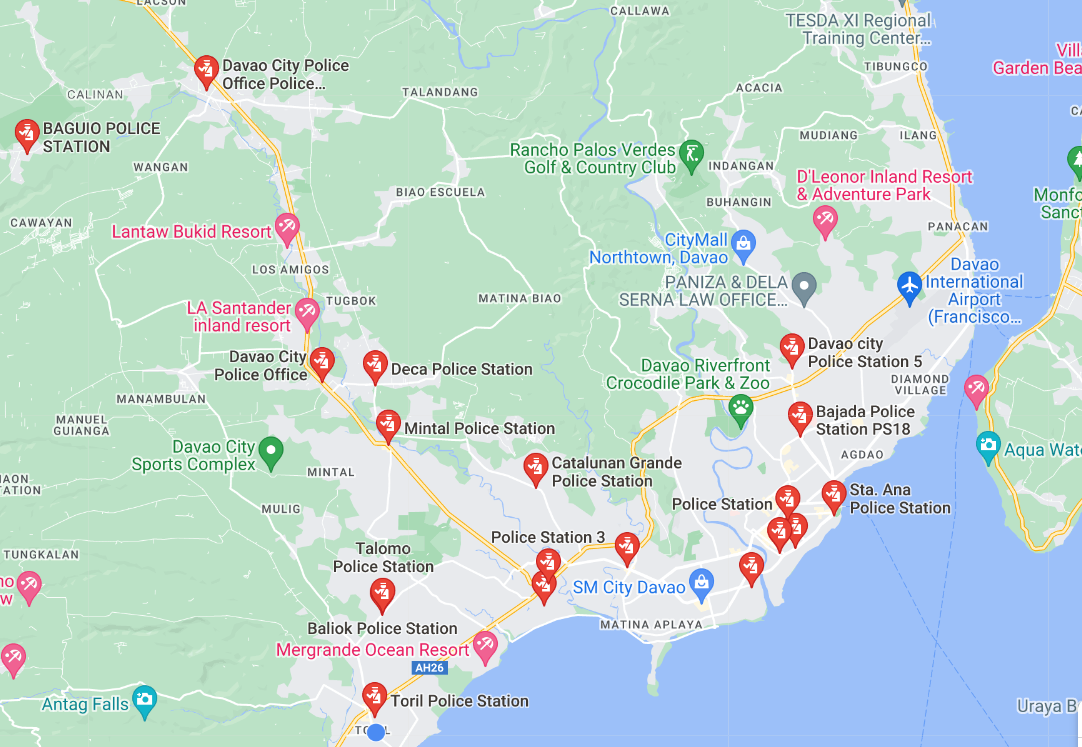 LACSON
CALLAWA
TESDA XI Regional
Training Center...
Davao City Police
Office Police...
TIBUNGCO
Garden Bea
CALINAN
TALANDANG
ACACIA
BAGUIO POLICE
STATION
MUDIANG
ILANG
Rancho Palos Verdes
Golf & Country Club
WANGAN
INDANGAN
D'Leonor Inland Resort
& Adventure Park
BIAO ESCUELA
BUHANGIN
CAWAYAN
Lantaw Bukid Resort
PANACAN
CityMall
Northtown, Davao
LOS AMIGOS
Davao
International
Airport
(Francisco...
PANIZA & DELA
SERNA LAW OFFICE...
TUGBOK
MATINA BIAO
LA Santander
inland resort
Davao City
Police Office
Deca Police Station
Davao city
Police Station 5
Davao Riverfront
Crocodile Park & Zoo
DIAMOND
VILLAGE
MANAMBULAN
MANUEL
GUIANGA
Mintal Police Station
Bajada Police
Station PS18
Davao City
Sports Complex
AGDAO
Aqua Wate
Catalunan Grande
Police Station
MINTAL
Police Station
Sta. Ana
Police Station
MULIG
Police Station 3
TUNGKALAN
Talomo
Police Station
SM City Davao
Baliok Police Station
MATINA APLAYA
Mergrande Ocean Resort
AH26
Toril Police Station
Antag Falls
Uraya B